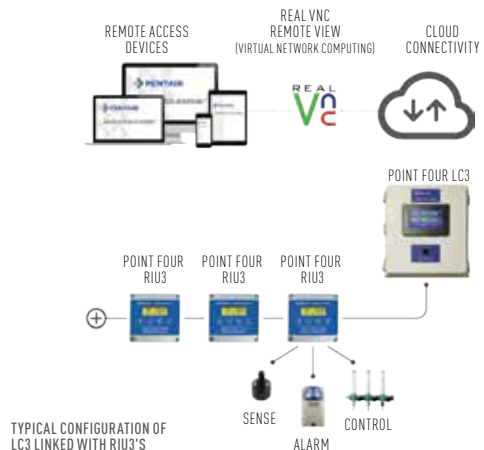 REMOTE ACCESS
DEVICES
REAL VNC
REMOTE VIEW
(VIRTUAL NETWORK COMPUTING)
CLOUD
CONNECTIVITY
PENTAIR
PENTAIR
REAL
Vnc
POINT FOUR LC3
POINT FOUR
RIU3
POINT FOUR
RIU3
POINT FOUR
RIU3
SENSE
ALARM
CONTROL
TYPICAL CONFIGURATION OF
LC3 LINKED WITH RIU3'S